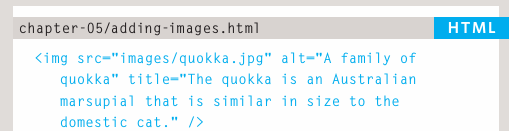 chapter-05/adding-images.html HTML
<img src="images/quokka.jpg" alt="A family of
quokka" title="The quokka is an Australian
marsupial that is similar in size to the
domestic cat." />